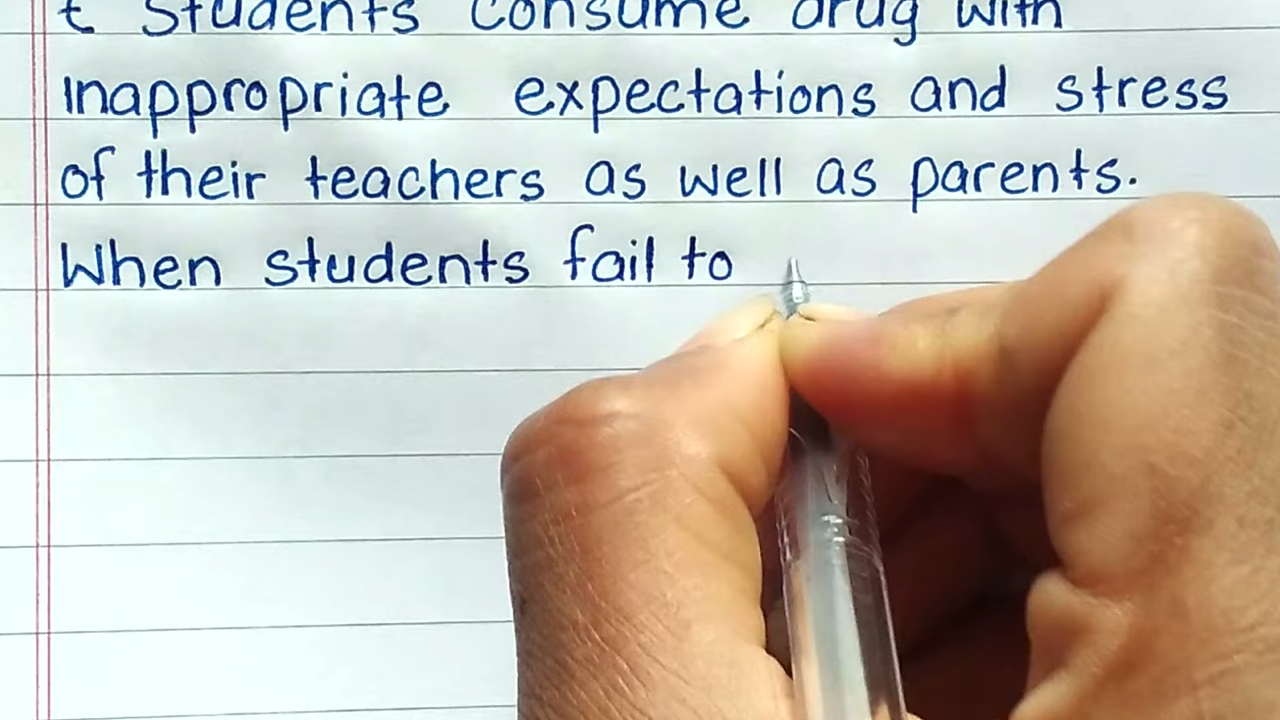 t students consume drug with
inappropriate expectations and stress
of their teachers as well as parents.
When students fail to